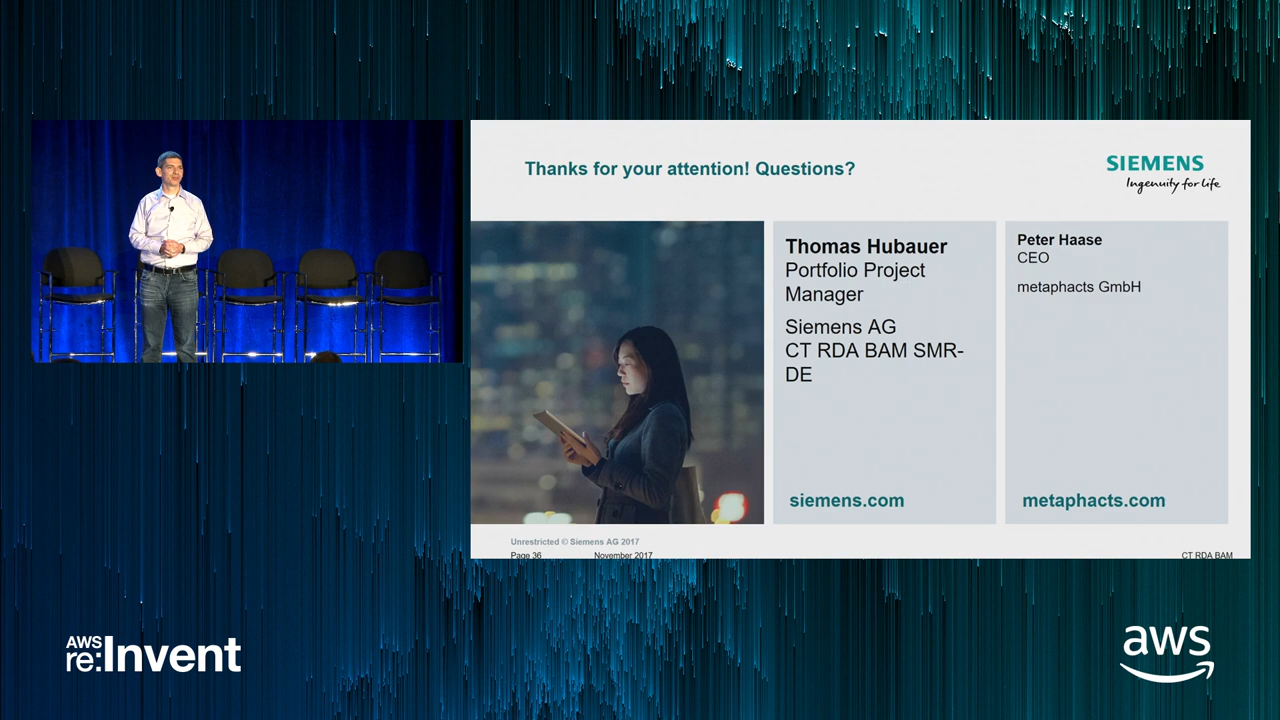 Thanks for your attention! Questions?
SIEMENS
Ingenuity for life
Thomas Hubauer
Portfolio Project
Manager
Siemens AG
CT RDA BAM SMR-
DE
siemens.com
Peter Haase
CEO
metaphacts GmbH
metaphacts.com
Unrestricted © Siemens AG 2017
Page 36
November 2017
CT RDA BAM
AWS
re:Invent
aws